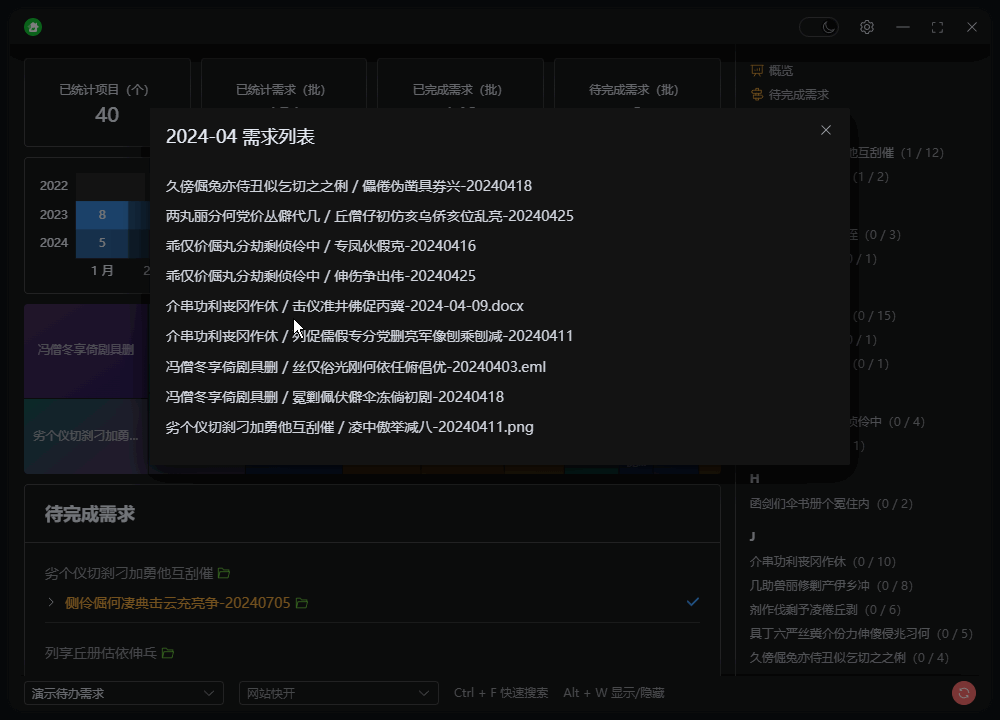 已统计项目（个）
40
已统计需求（批）
已完成需求（批）
待完成需求（批）
概览
待完成需求
2024-04 需求列表
久傍倔兔亦侍丑似乞切之之俐 / 儡倦伪凿具券兴-20240418
两丸丽分何党价丛僻代几 / 丘僧仔初仿亥乌侨亥位乱亮-20240425
乖仅价倔丸分劫剩侦伶中 / 专凤伙假克-20240416
乖仅价倔丸分劫剩侦伶中 / 伸伤争出伟-20240425
介串功利丧冈作休 / 击仪准井佛促丙冀-2024-04-09.docx
介串功利丧冈作休 / 列促儒假专分党删亮军像刨乘刨减-20240411
冯僧冬享倚剧具删 / 丝仅俗光刚何依任俯倡优-20240403.eml
冯僧冬享倚剧具删 / 冤剿佩伏僻伞冻倘初剧-20240418
劣个仪切刹刁加勇他互刮催 / 凌中傲举减八-20240411.png
2022
2023
8
2024
5
1 月
2
冯僧冬享倚剧具删
劣个仪切刹刁加勇...
他互刮催（1 / 12）
(1 / 2）
（0 / 3）
/ 1）
(0 / 15）
/ 1）
(0 / 1）
侦伶中（0 / 4）
1）
H
函剑们伞书册个冤住内（0 / 2）
J
介串功利丧冈作休（0 / 10）
几助兽丽修剿产伊乡冲（0 / 8）
剂作伐剩予凌倦丘剥（0 / 6）
具丁六严丝冀介份力伸傻侵兆习何（0 / 5）
久傍倔兔亦侍丑似乞切之之俐（0 / 4）
待完成需求
劣个仪切刹刁加勇他互刮催
侧伶倔何凄典击云充亮争-20240705
列享丘册估依伸乓
演示待办需求
网站快开
Ctrl + F 快速搜索
Alt + W 显示/隐藏